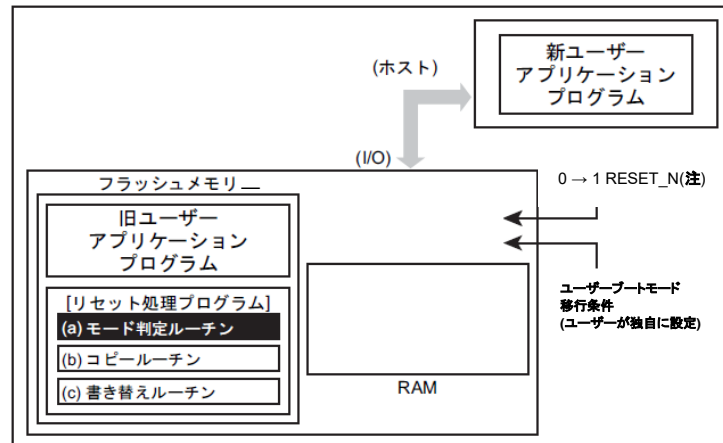 新ユーザー
アプリケーション
プログラム
(ホスト)
(I/O)
フラッシュメモリ
0 → 1 RESET_N(注)
旧ユーザー
アプリケーション
プログラム
ユーザーブートモード
移行条件
(ユーザーが独自に設定)
[リセット処理プログラム]
(a) モード判定ルーチン
(b) コピールーチン
(c) 書き替えルーチン
RAM